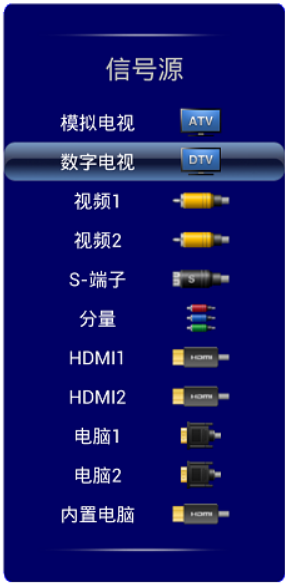 信号源
模拟电视 ATV
数字电视 DTV
视频1
视频2
S-端子 S
分量
HDMI1 HDMI
HDMI2 HDMI
电脑1
电脑2
内置电脑 HDMI